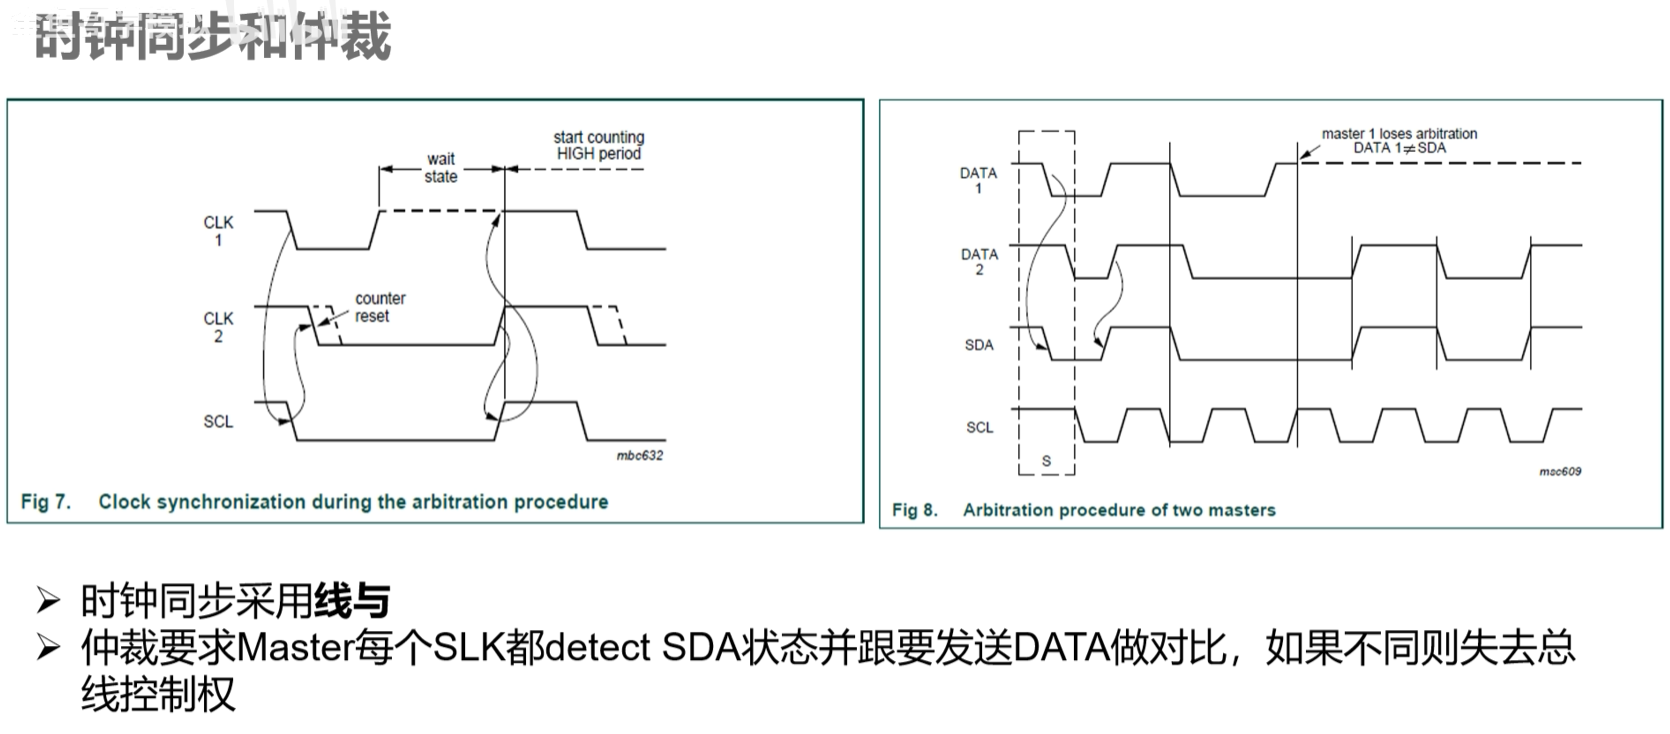 时钟同步和仲裁
wait
state
start counting
HIGH period
CLK
1
CLK
2
counter
reset
SCL
mbc632
Fig 7. Clock synchronization during the arbitration procedure
master 1 loses arbitration
DATA 1≠SDA
DATA
1
DATA
2
SDA
SCL
S
msc609
Fig 8. Arbitration procedure of two masters
➢ 时钟同步采用线与
➢ 仲裁要求Master每个SLK都detect SDA状态并跟要发送DATA做对比，如果不同则失去总
线控制权